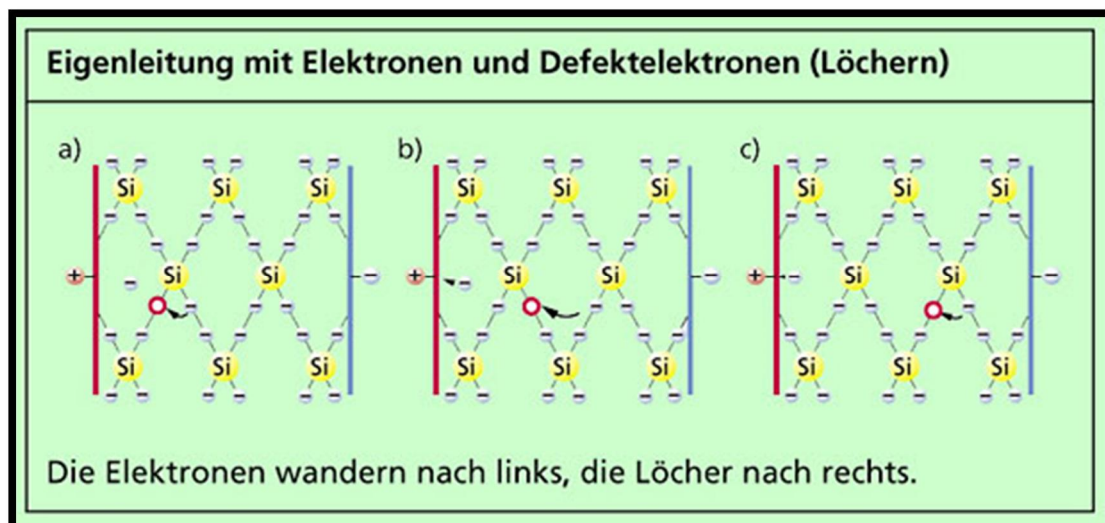 Eigenleitung mit Elektronen und Defektelektronen (Löchern)
a) b) c)
Si Si Si Si Si Si Si Si Si
+ Si Si − + Si Si − + Si Si −
Si Si Si Si Si Si Si Si Si
Die Elektronen wandern nach links, die Löcher nach rechts.